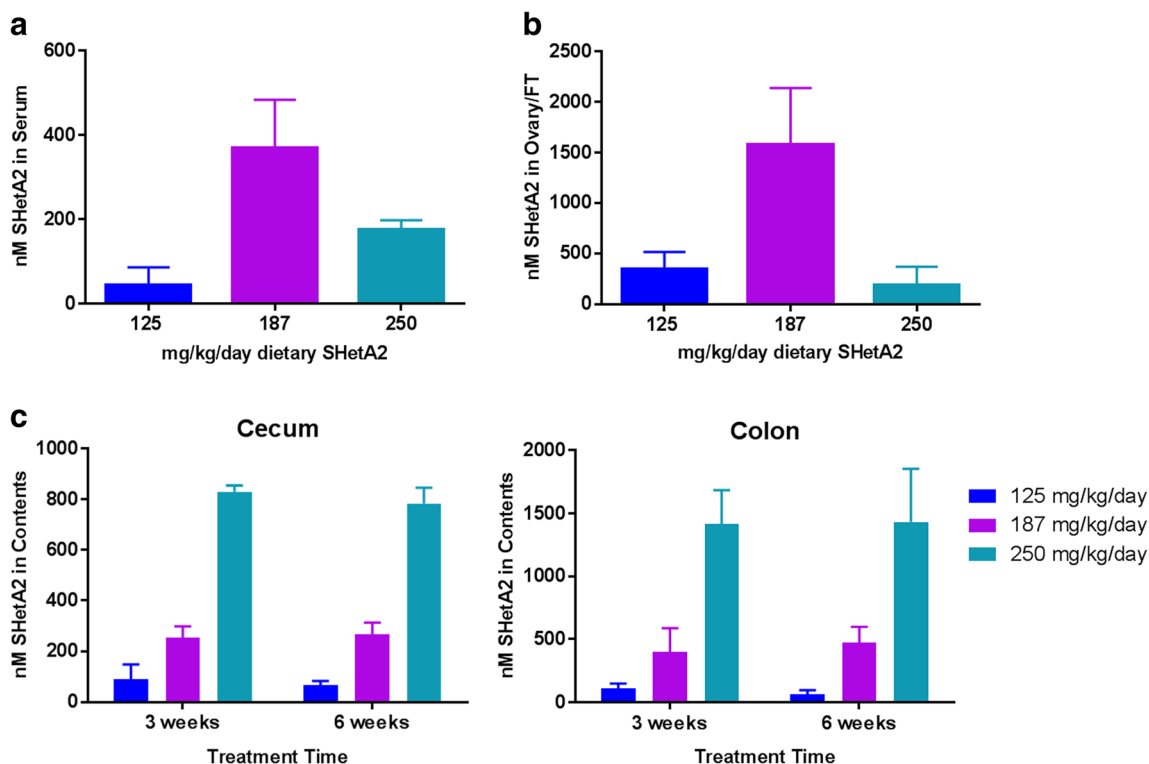 a
nM SHetA2 in Serum
600
400
200
0
125 187 250
mg/kg/day dietary SHetA2
b
nM SHetA2 in Ovary/FT
2500
2000
1500
1000
500
0
125 187 250
mg/kg/day dietary SHetA2
c
Cecum
nM SHetA2 in Contents
1000
800
600
400
200
0
3 weeks 6 weeks
Treatment Time
Colon
nM SHetA2 in Contents
2000
1500
1000
500
0
3 weeks 6 weeks
Treatment Time
125 mg/kg/day
187 mg/kg/day
250 mg/kg/day